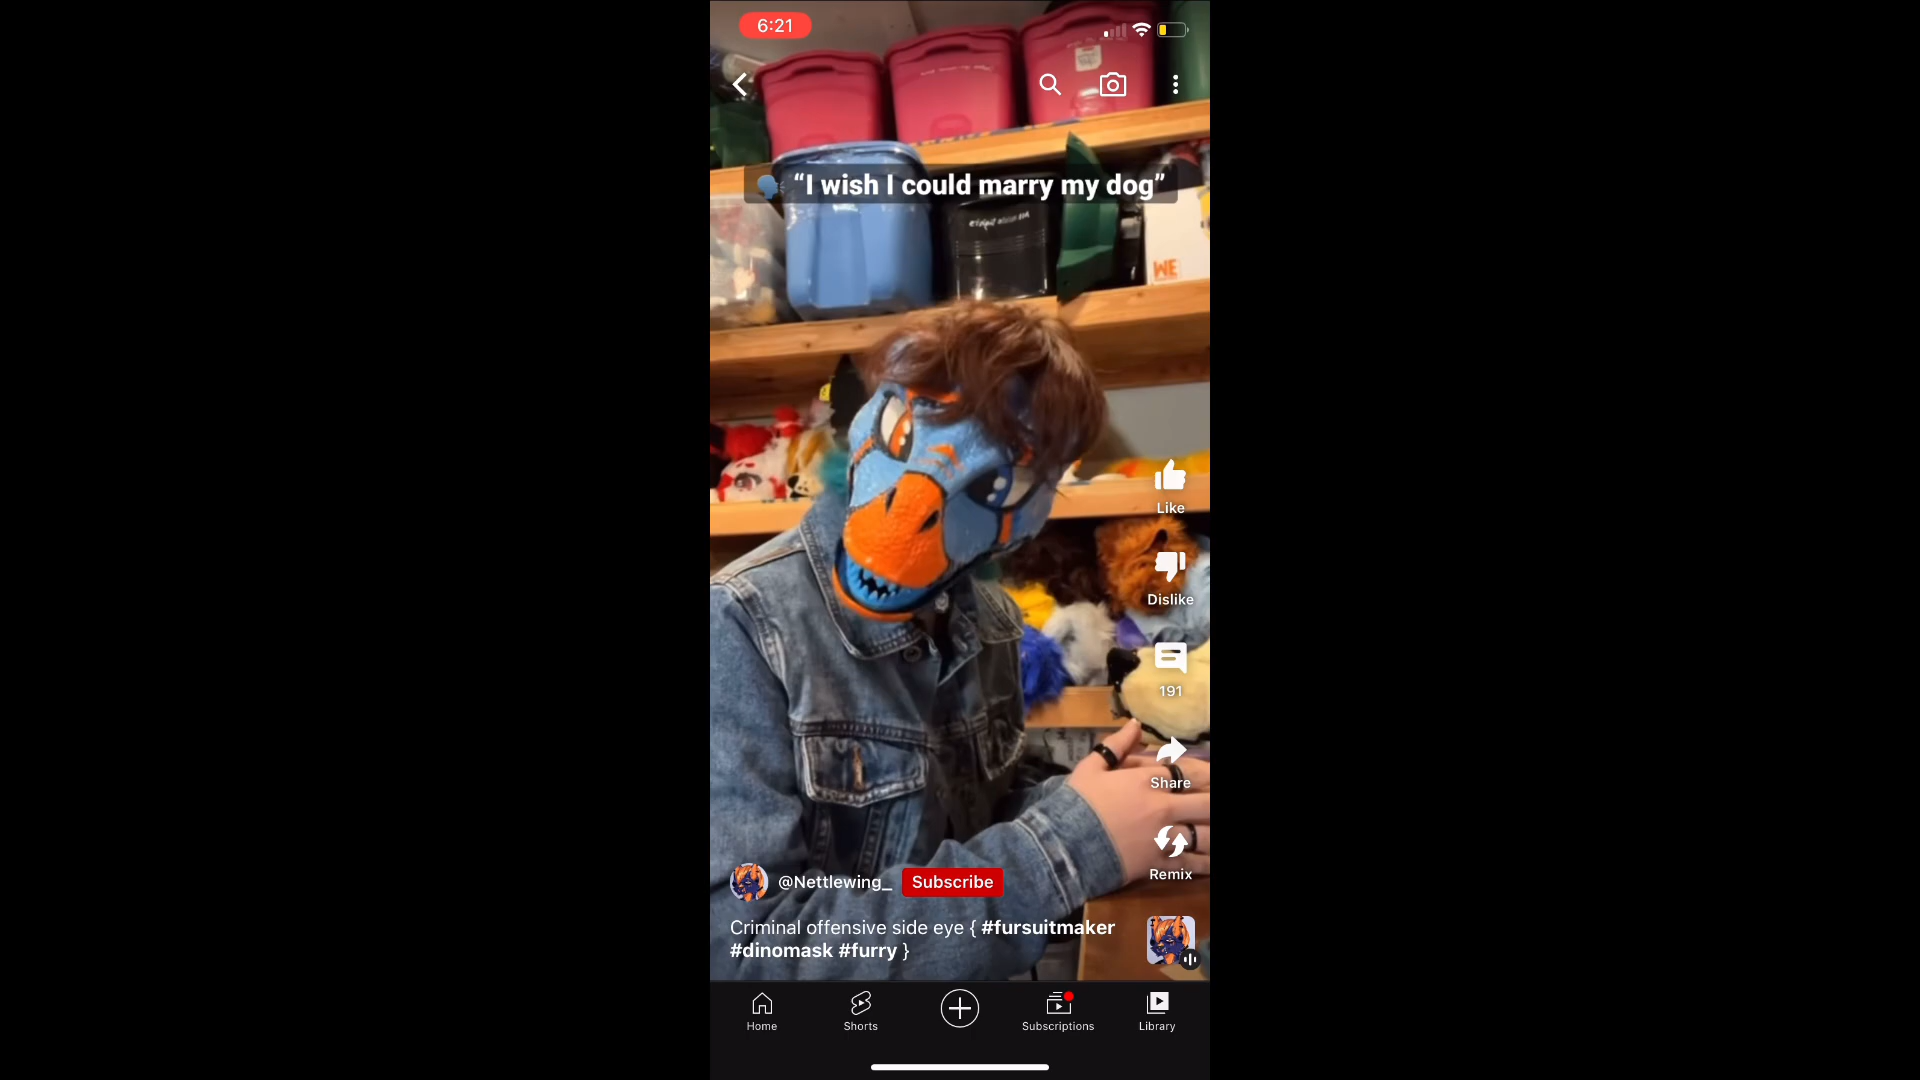 6:21
🗣 “I wish I could marry my dog”
WE
Like
Dislike
191
Share
Remix
@Nettlewing_ Subscribe
Criminal offensive side eye { #fursuitmaker
#dinomask #furry }
Home
Shorts
Subscriptions
Library